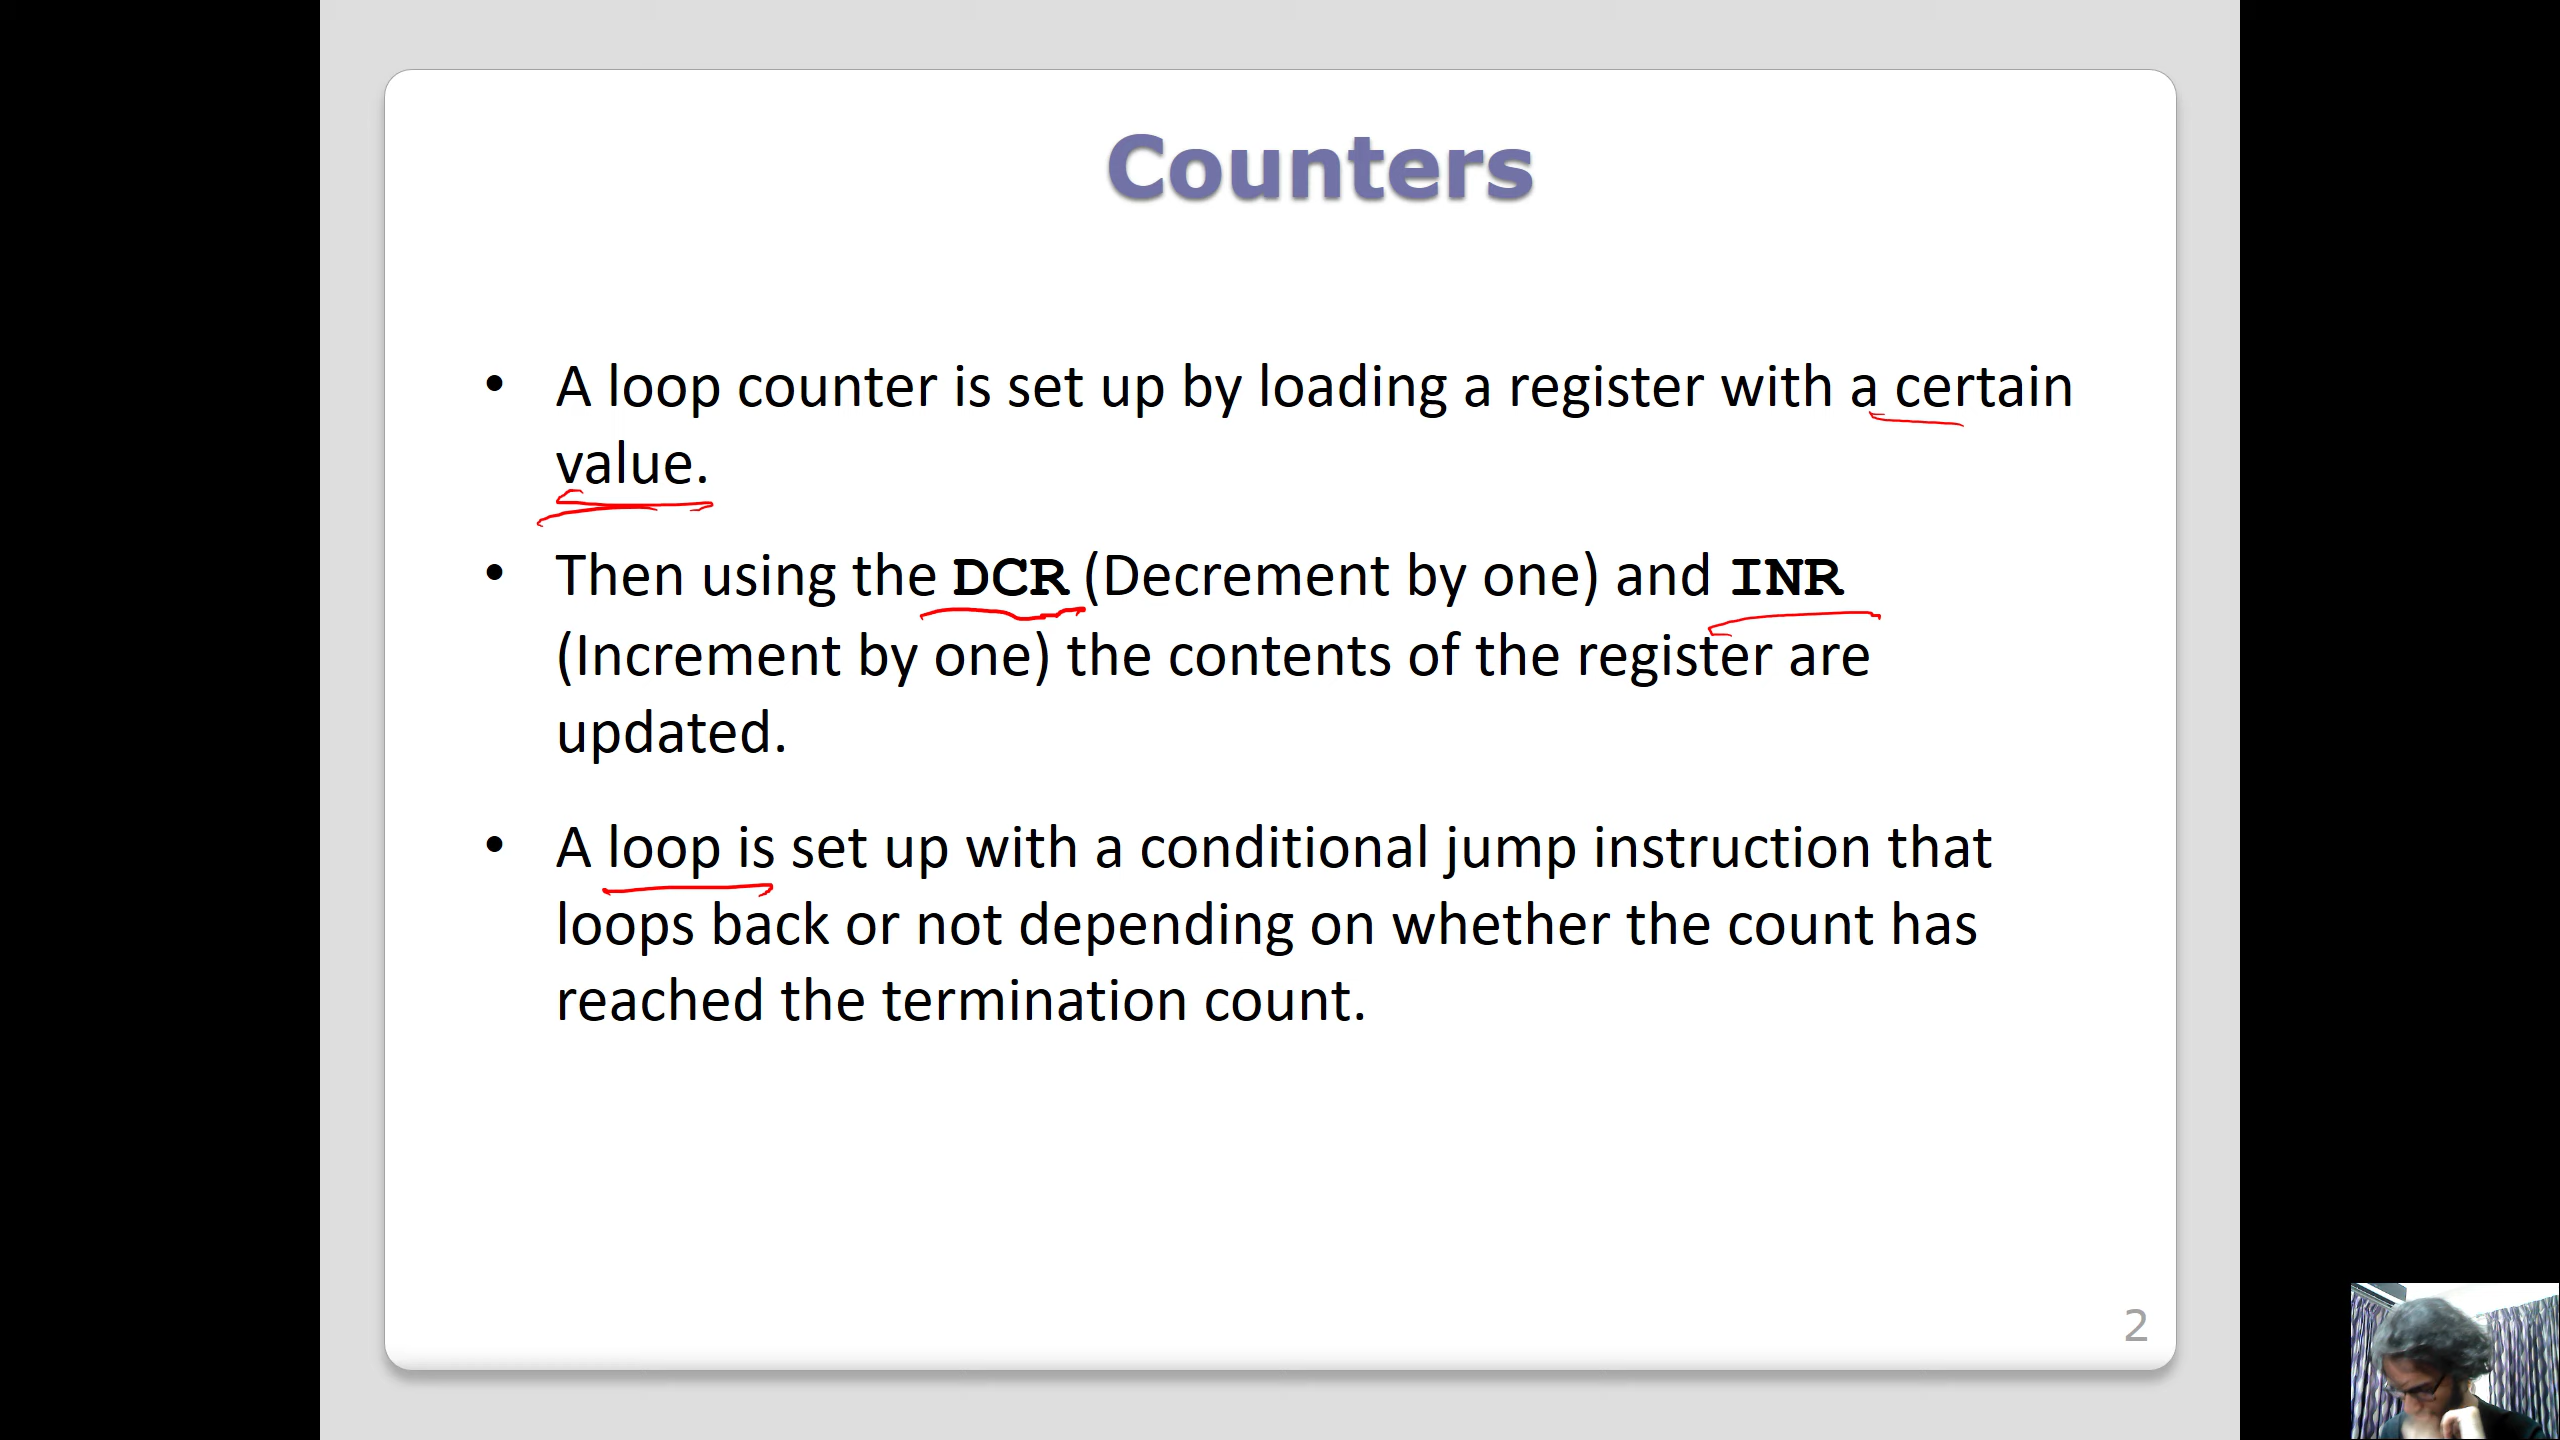 Counters
• A loop counter is set up by loading a register with a certain
value.
• Then using the DCR (Decrement by one) and INR
(Increment by one) the contents of the register are
updated.
• A loop is set up with a conditional jump instruction that
loops back or not depending on whether the count has
reached the termination count.
2